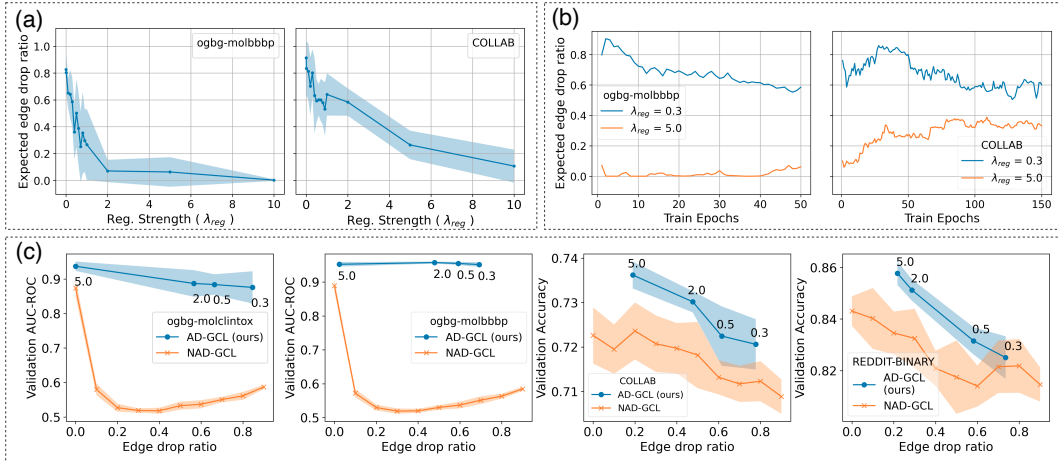 (a)
ogbg-molbbbp
COLLAB
Expected edge drop ratio
1.0
0.8
0.6
0.4
0.2
0.0
0 2 4 6 8 10
Reg. Strength ( λreg )
0 2 4 6 8 10
Reg. Strength ( λreg )
(b)
Expected edge drop ratio
1.0
0.8
0.6
0.4
0.2
0.0
ogbg-molbbbp
λreg = 0.3
λreg = 5.0
0 10 20 30 40 50
Train Epochs
COLLAB
λreg = 0.3
λreg = 5.0
0 50 100 150
Train Epochs
(c)
Validation AUC-ROC
0.9
0.8
0.7
0.6
0.5
5.0
2.0 0.5 0.3
ogbg-molclintox
AD-GCL (ours)
NAD-GCL
0.0 0.2 0.4 0.6 0.8
Edge drop ratio
Validation AUC-ROC
0.9
0.8
0.7
0.6
0.5
5.0
2.0 0.5 0.3
ogbg-molbbbp
AD-GCL (ours)
NAD-GCL
0.0 0.2 0.4 0.6 0.8
Edge drop ratio
Validation Accuracy
0.74
0.73
0.72
0.71
5.0
2.0
0.5
0.3
COLLAB
AD-GCL (ours)
NAD-GCL
0.0 0.2 0.4 0.6 0.8
Edge drop ratio
Validation Accuracy
0.86
0.84
0.82
5.0
2.0
0.5
0.3
REDDIT-BINARY
AD-GCL
(ours)
NAD-GCL
0.0 0.2 0.4 0.6 0.8
Edge drop ratio